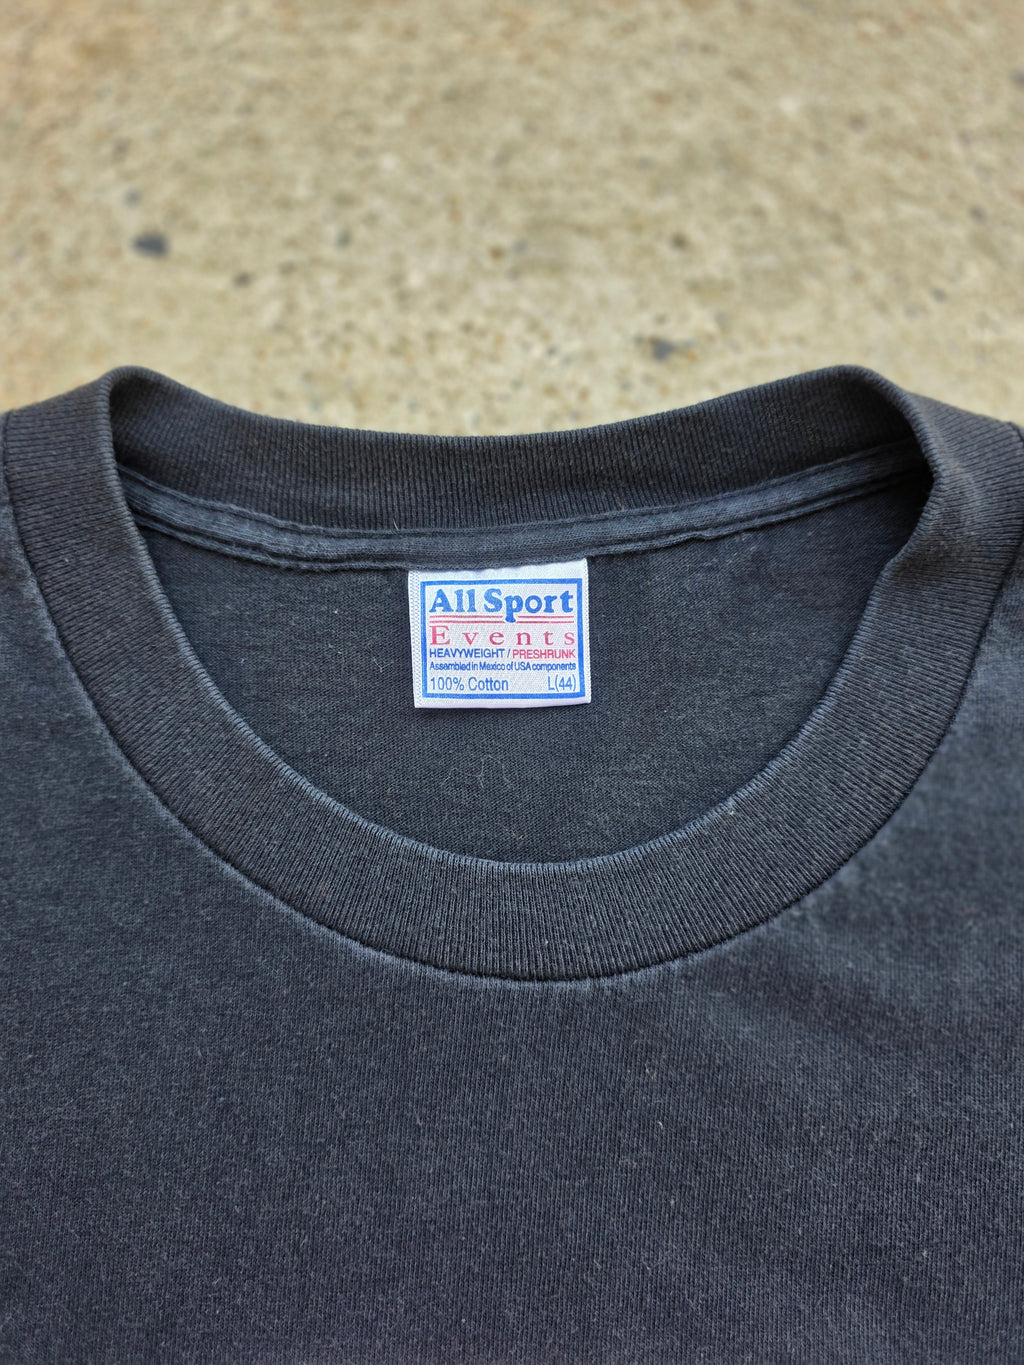 All Sport
Events
HEAVYWEIGHT / PRESHRUNK
Assembled in Mexico of USA components
100% Cotton L(44)